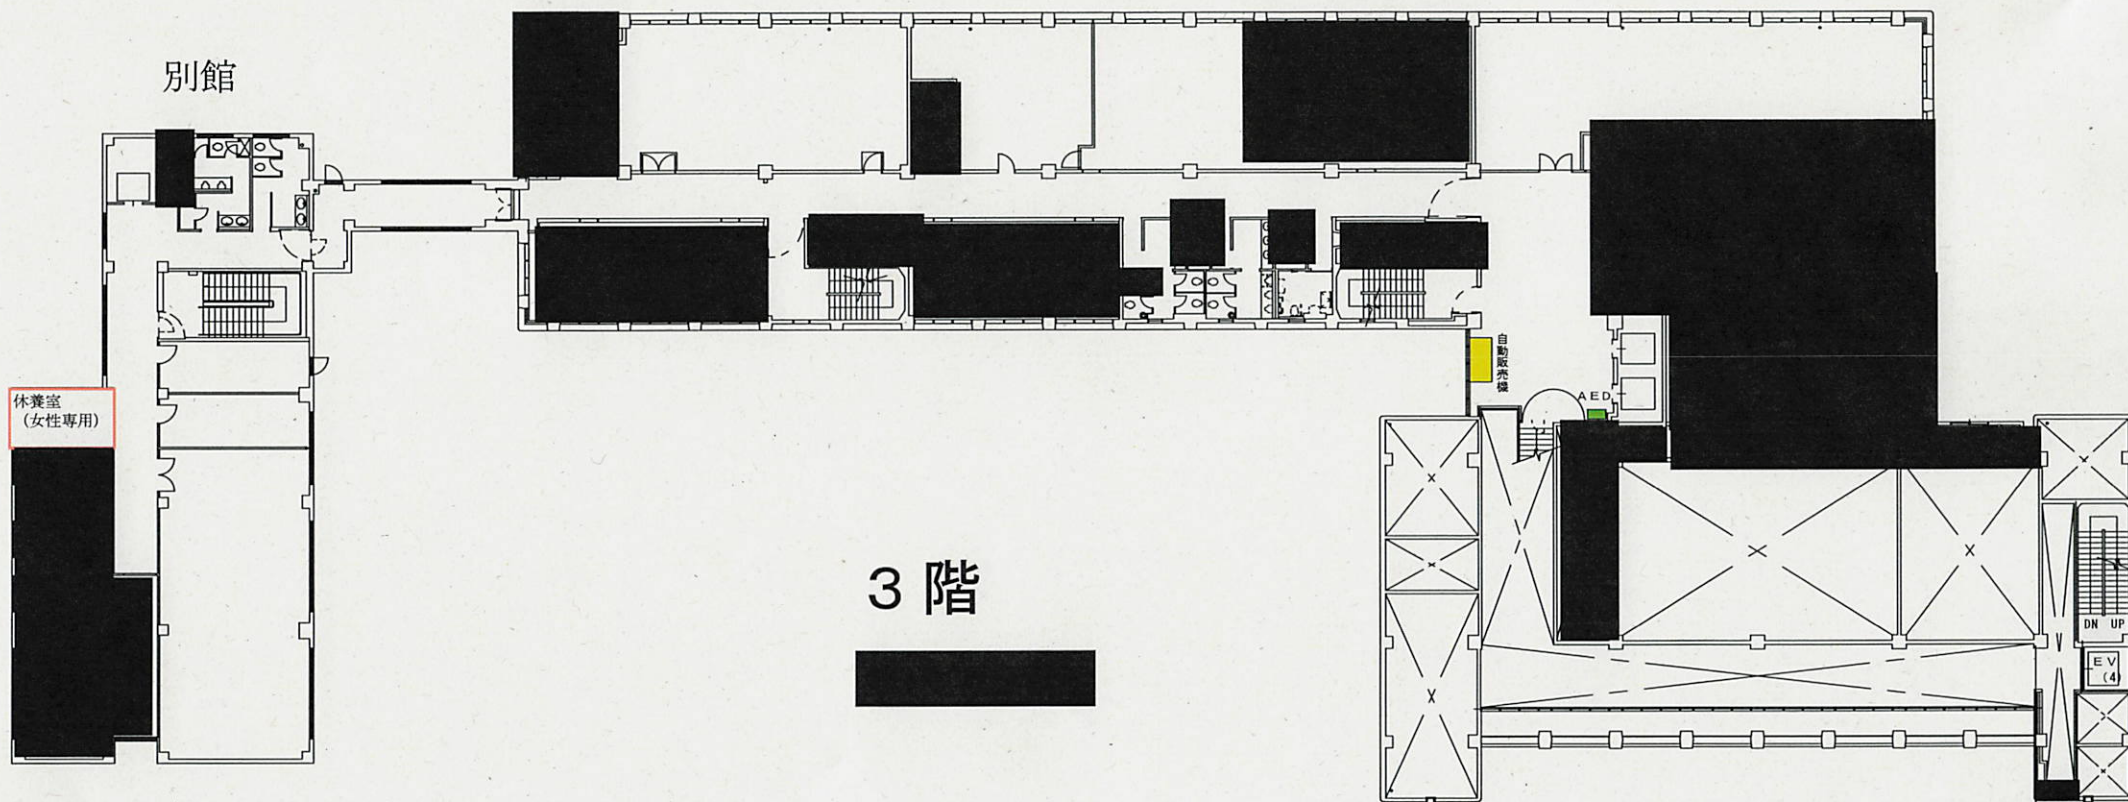 別館
自動販売機
AED
休養室
(女性専用)
3階
DN UP
EV
(4)